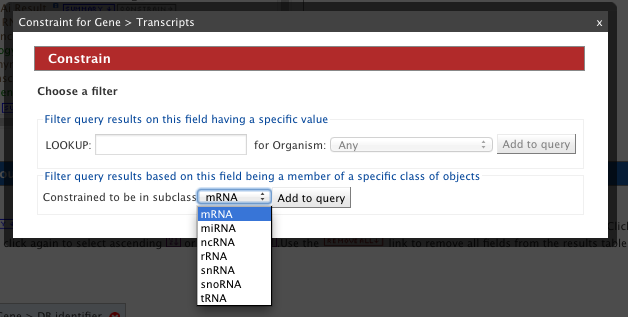 Constraint for Gene > Transcripts x
Constrain
Choose a filter
Filter query results on this field having a specific value
LOOKUP: for Organism: Any Add to query
Filter query results based on this field being a member of a specific class of objects
Constrained to be in subclass mRNA Add to query
mRNA
miRNA
ncRNA
rRNA
snRNA
snoRNA
tRNA
click again to select ascending or Use the link to remove all fields from the results table
Gene > DB identifier